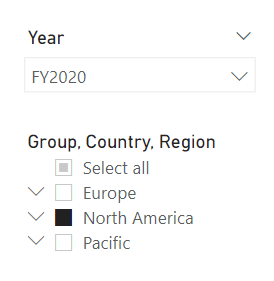 Year
FY2020
Group, Country, Region
Select all
Europe
North America
Pacific